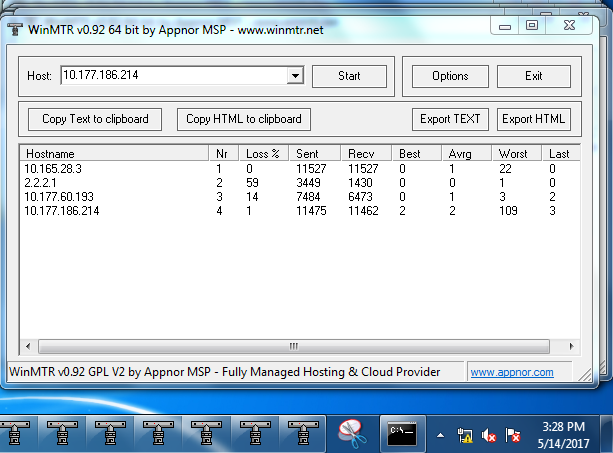 WinMTR v0.92 64 bit by Appnor MSP - www.winmtr.net
Host: 10.177.186.214 Start Options Exit
Copy Text to clipboard Copy HTML to clipboard Export TEXT Export HTML
Hostname Nr Loss % Sent Recv Best Avrg Worst Last
10.165.28.3 1 0 11527 11527 0 1 22 0
2.2.2.1 2 59 3449 1430 0 0 1 0
10.177.60.193 3 14 7484 6473 0 1 3 2
10.177.186.214 4 1 11475 11462 2 2 109 3
WinMTR v0.92 GPL V2 by Appnor MSP - Fully Managed Hosting & Cloud Provider www.appnor.com
C:\.
3:28 PM
5/14/2017